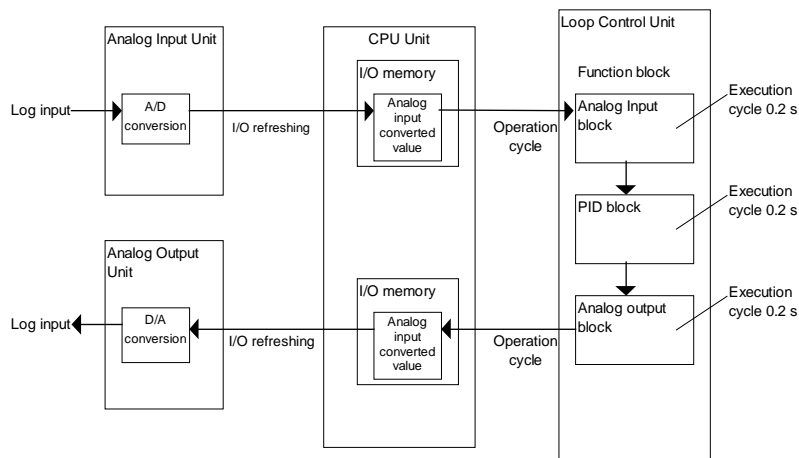 Analog Input Unit
A/D
conversion
Log input
I/O refreshing
CPU Unit
I/O memory
Analog
input
converted
value
Operation
cycle
Loop Control Unit
Function block
Analog Input
block
Execution
cycle 0.2 s
PID block
Execution
cycle 0.2 s
Analog output
block
Execution
cycle 0.2 s
Operation
cycle
I/O memory
Analog
input
converted
value
I/O refreshing
Analog Output
Unit
D/A
conversion
Log input